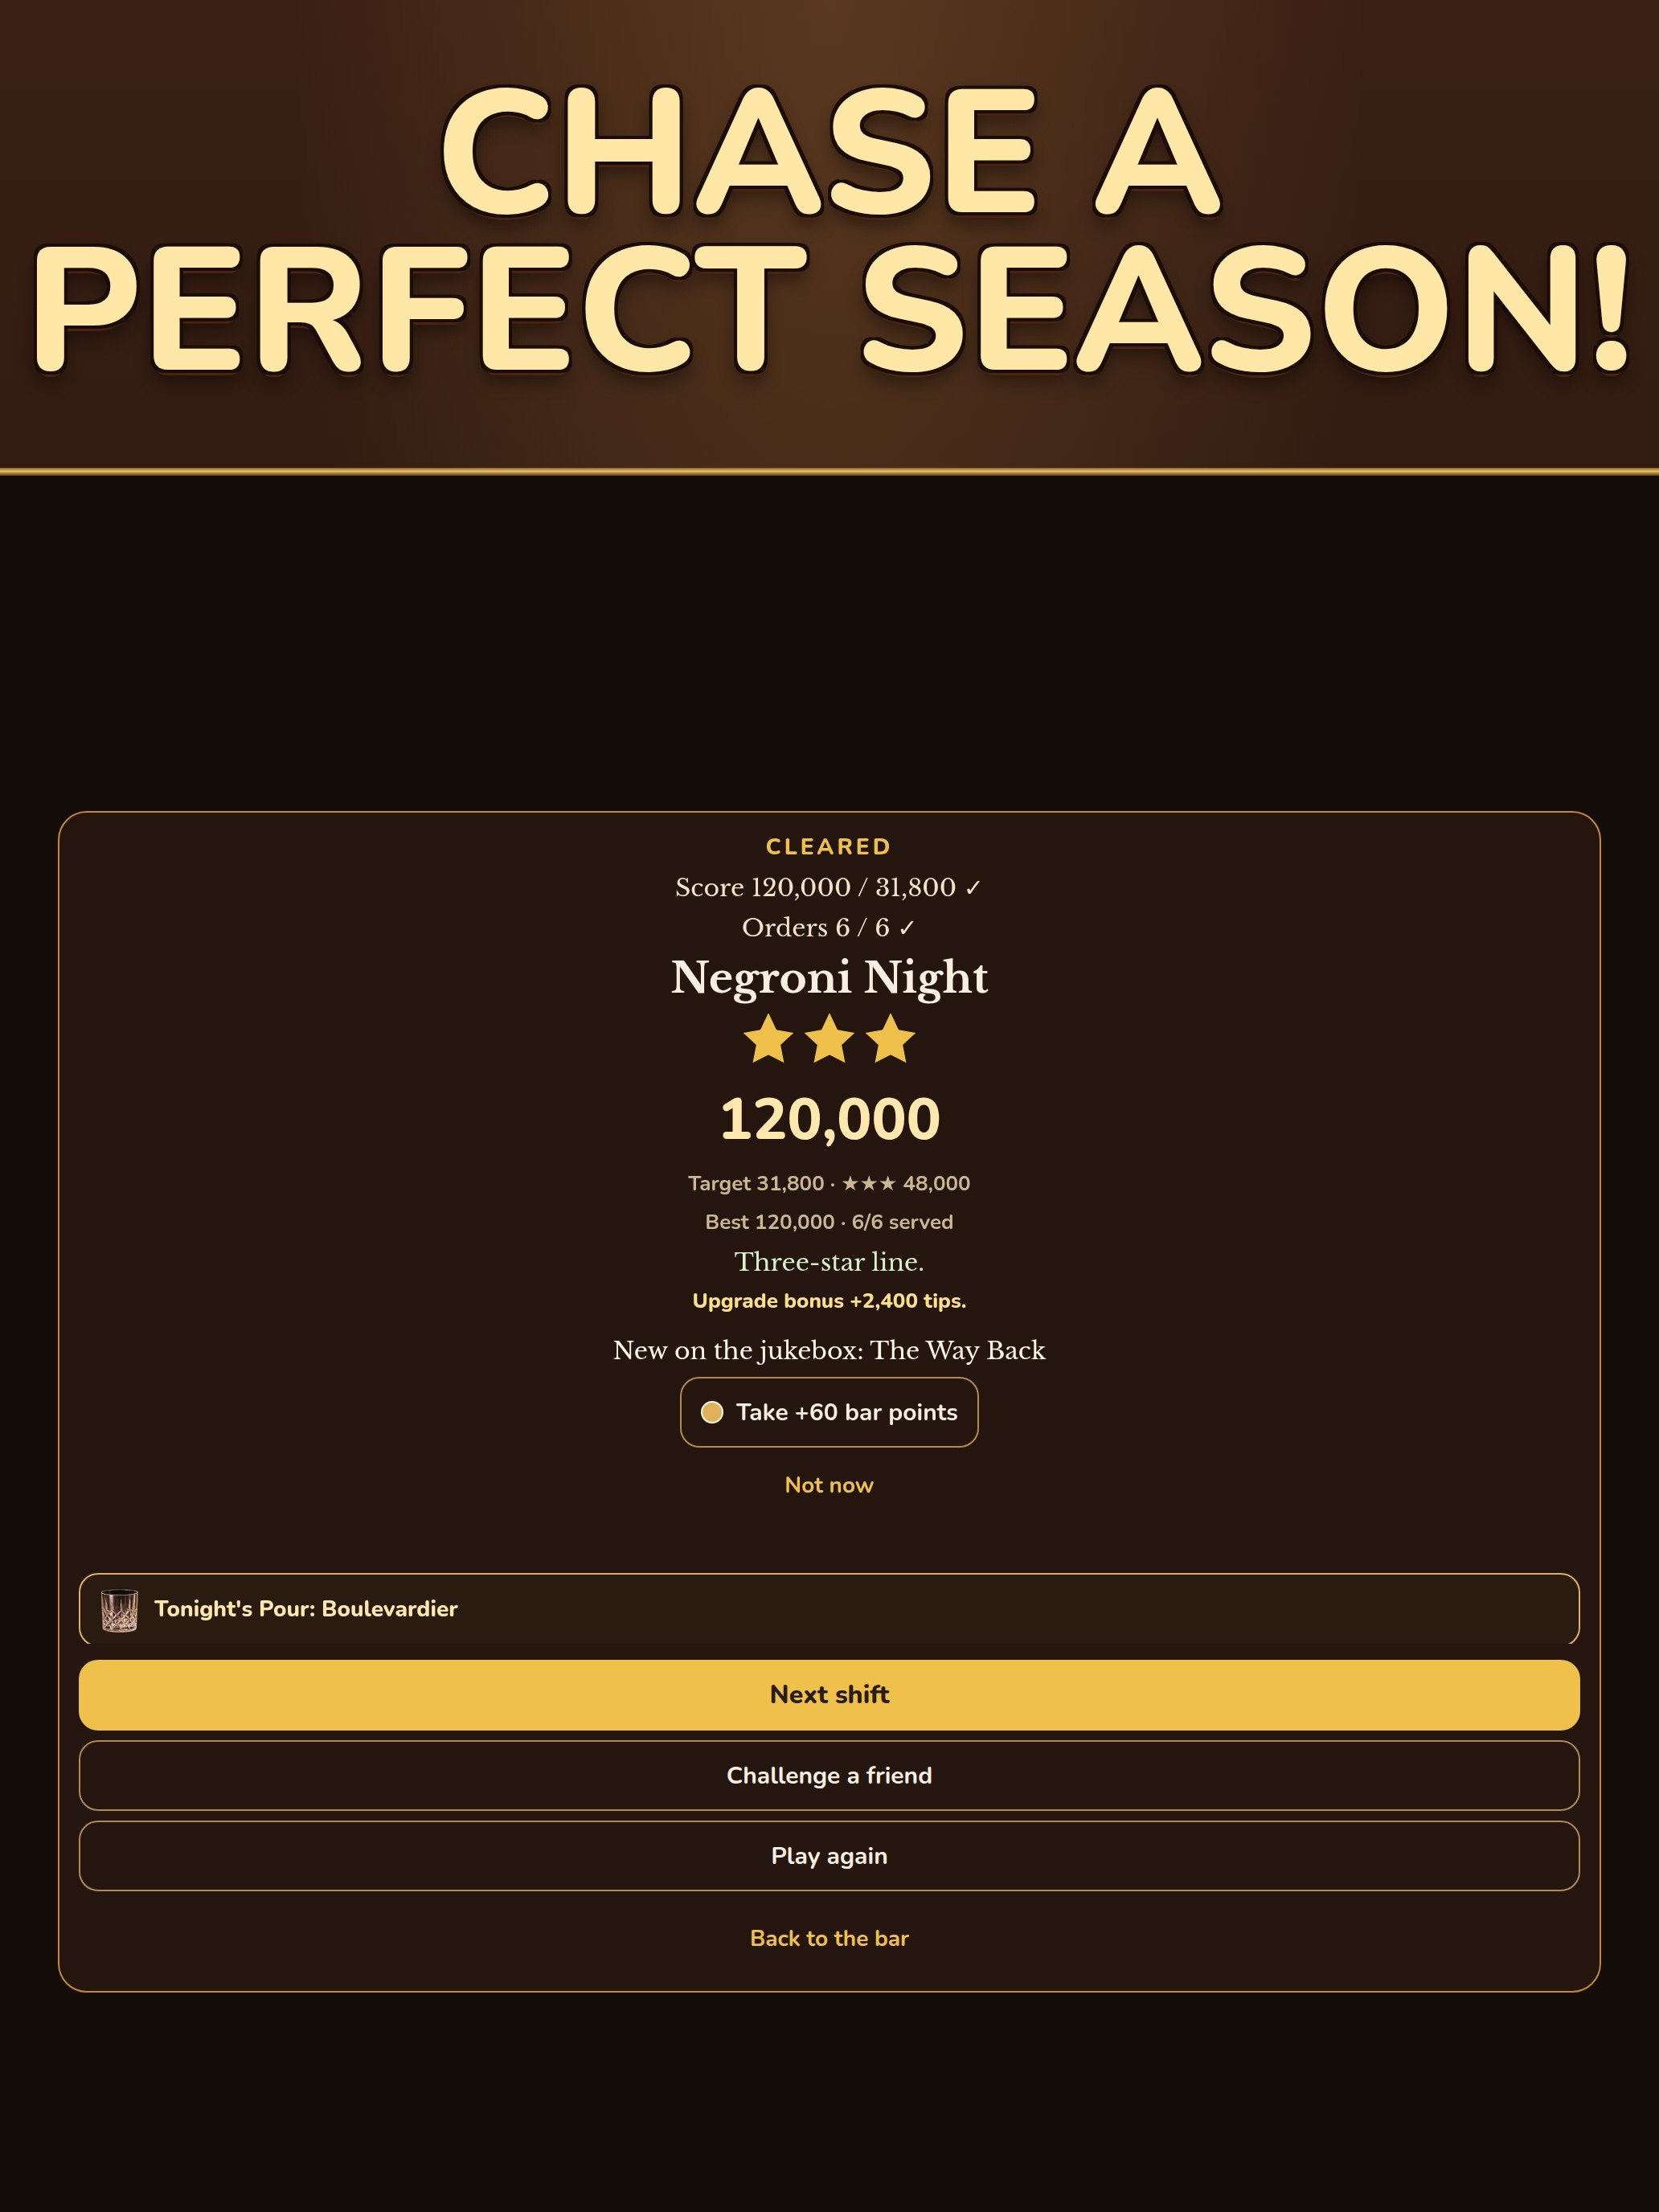 CHASE A
PERFECT SEASON!
CLEARED
Score 120,000 / 31,800 ✓
Orders 6 / 6 ✓
Negroni Night
120,000
Target 31,800 · ★★★ 48,000
Best 120,000 · 6/6 served
Three-star line.
Upgrade bonus +2,400 tips.
New on the jukebox: The Way Back
Take +60 bar points
Not now
Tonight's Pour: Boulevardier
Next shift
Challenge a friend
Play again
Back to the bar